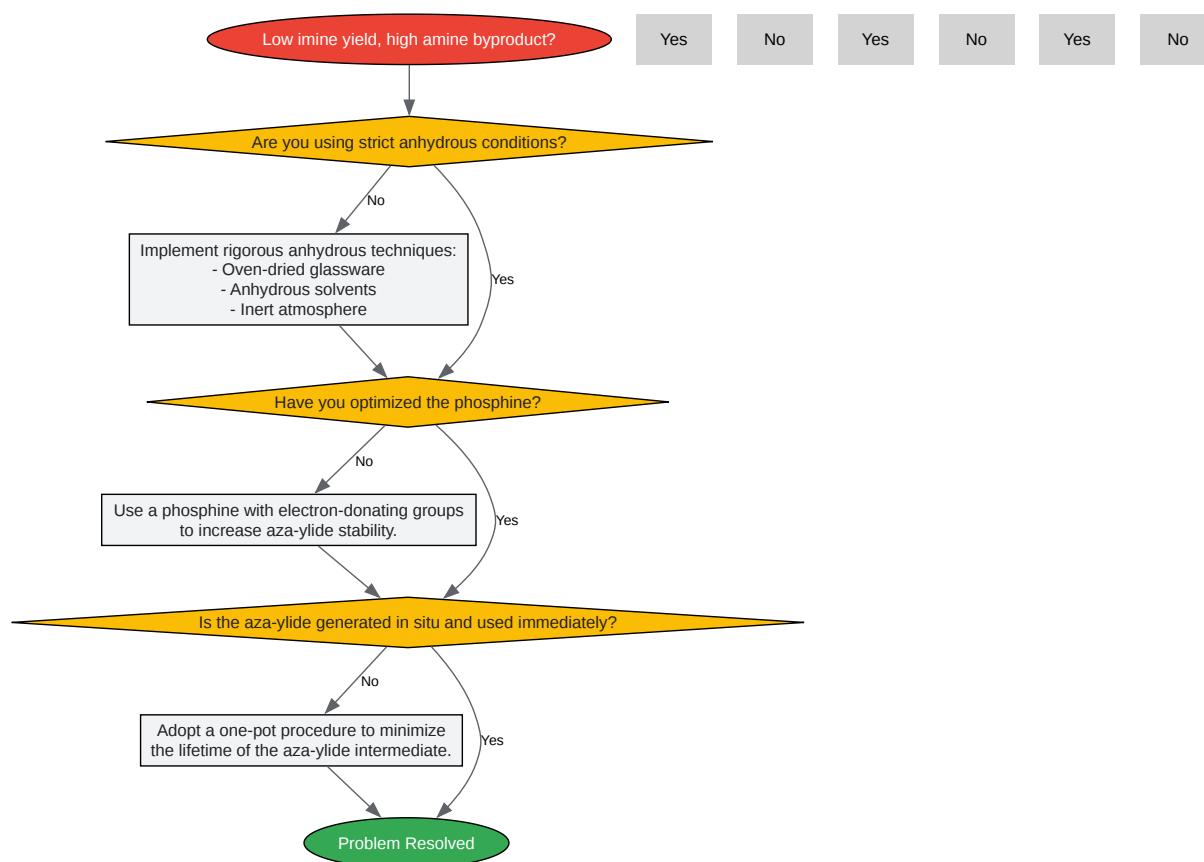 Low imine yield, high amine byproduct?
Yes
No
Yes
No
Yes
No
Are you using strict anhydrous conditions?
No
Implement rigorous anhydrous techniques:
- Oven-dried glassware
- Anhydrous solvents
- Inert atmosphere
Yes
Have you optimized the phosphine?
No
Use a phosphine with electron-donating groups
to increase aza-ylide stability.
Yes
Is the aza-ylide generated in situ and used immediately?
No
Adopt a one-pot procedure to minimize
the lifetime of the aza-ylide intermediate.
Yes
Problem Resolved